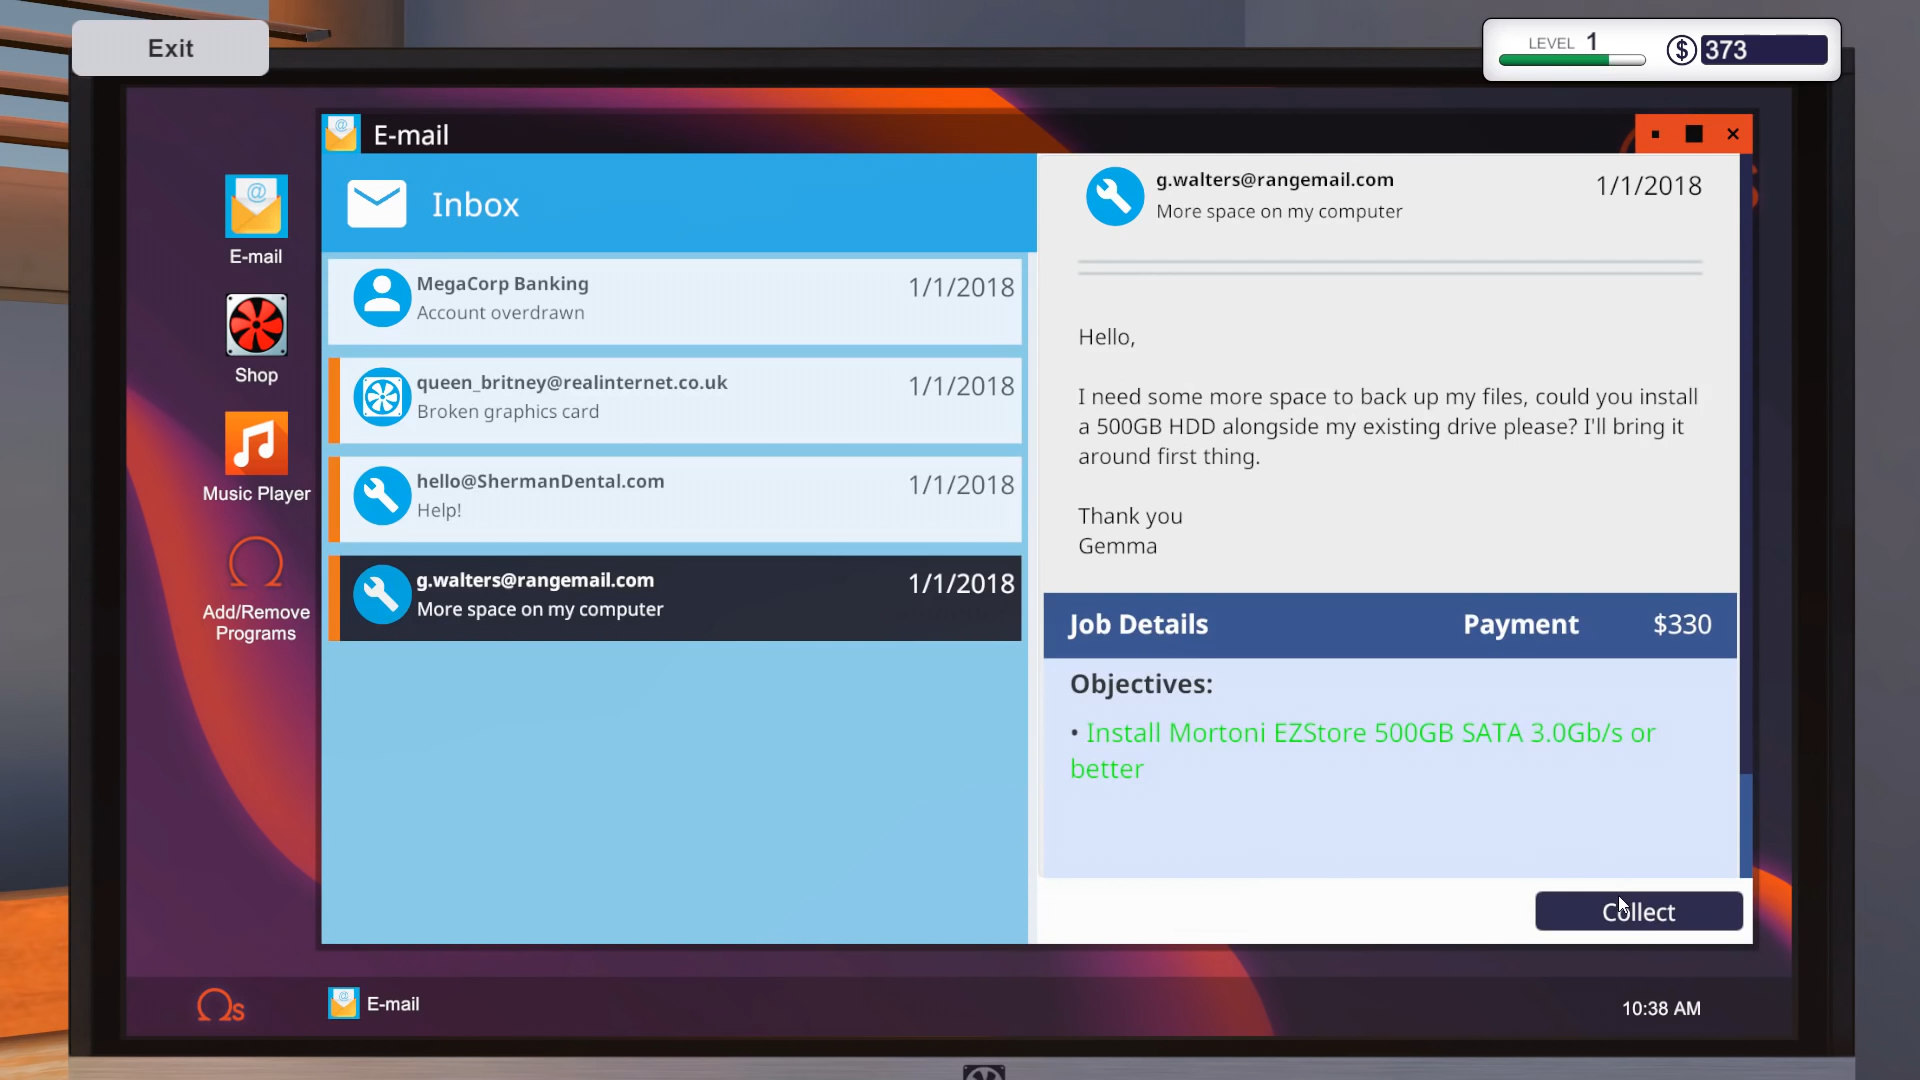 Exit
LEVEL 1
$ 373
E-mail
E-mail
Shop
Music Player
Add/Remove
Programs
Inbox
MegaCorp Banking
1/1/2018
Account overdrawn
queen_britney@realinternet.co.uk
1/1/2018
Broken graphics card
hello@ShermanDental.com
1/1/2018
Help!
g.walters@rangemail.com
1/1/2018
More space on my computer
g.walters@rangemail.com
1/1/2018
More space on my computer
Hello,
I need some more space to back up my files, could you install
a 500GB HDD alongside my existing drive please? I'll bring it
around first thing.
Thank you
Gemma
Job Details Payment $330
Objectives:
• Install Mortoni EZStore 500GB SATA 3.0Gb/s or
better
Collect
Ωs
E-mail
10:38 AM